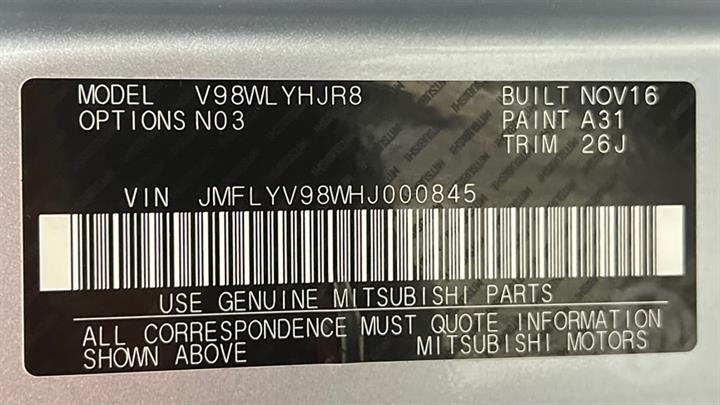 MODEL V98WLYHJR8 BUILT NOV16
OPTIONS N03 PAINT A31
TRIM 26J
VIN JMFLYV98WHJ000845
USE GENUINE MITSUBISHI PARTS
ALL CORRESPONDENCE MUST QUOTE INFORMATION
SHOWN ABOVE MITSUBISHI MOTORS